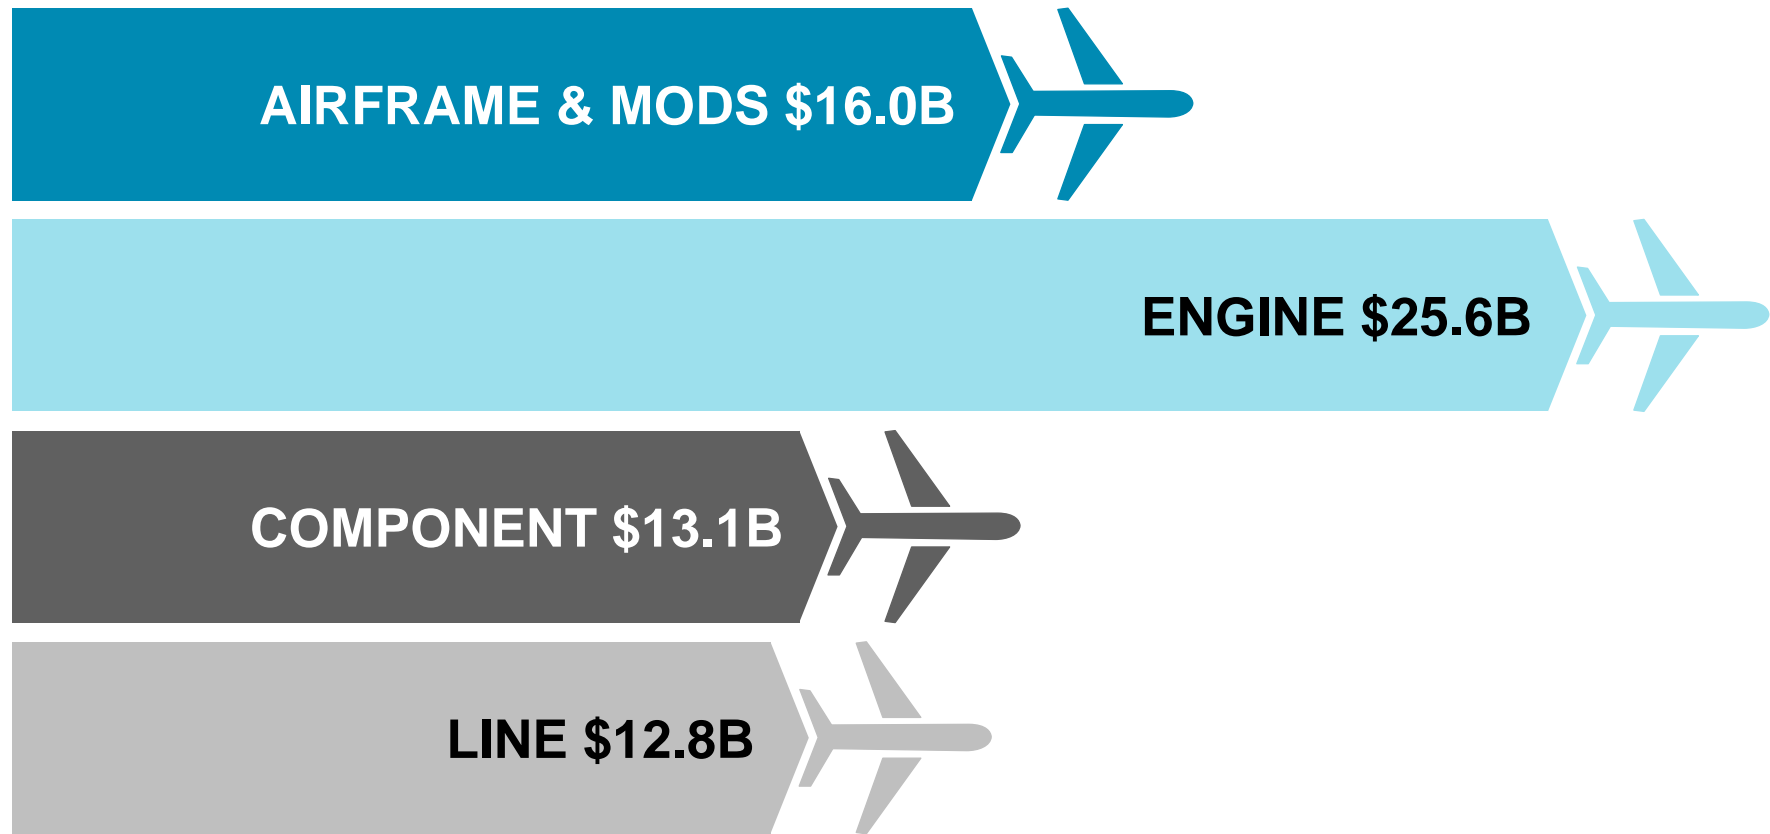 AIRFRAME & MODS $16.0B
ENGINE $25.6B
COMPONENT $13.1B
LINE $12.8B